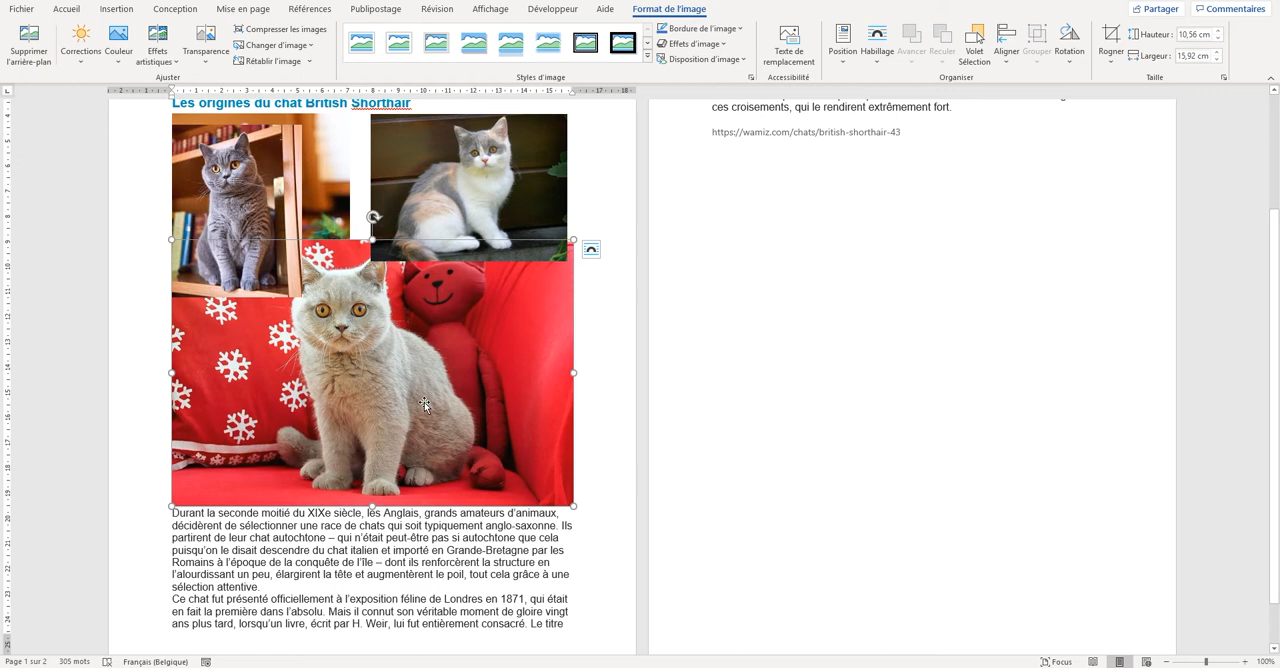 Fichier Accueil Insertion Conception Mise en page Références Publipostage Révision Affichage Développeur Aide Format de l'image Partager Commentaires
Supprimer l'arrière-plan
Corrections
Couleur
Effets artistiques
Transparence
Compresser les images
Changer d'image
Rétablir l'image
Ajuster
Styles d'image
Bordure de l'image
Effets d'image
Disposition d'image
Texte de remplacement
Accessibilité
Position
Habillage
Avancer
Reculer
Volet Sélection
Aligner
Grouper
Rotation
Organiser
Rogner
Hauteur : 10,56 cm
Largeur : 15,92 cm
Taille
Les origines du chat British Shorthair
Durant la seconde moitié du XIXe siècle, les Anglais, grands amateurs d'animaux,
décidèrent de sélectionner une race de chats qui soit typiquement anglo-saxonne. Ils
partirent de leur chat autochtone – qui n'était peut-être pas si autochtone que cela
puisqu'on le disait descendre du chat italien et importé en Grande-Bretagne par les
Romains à l'époque de la conquête de l'île – dont ils renforcèrent la structure en
l'alourdissant un peu, élargirent la tête et augmentèrent le poil, tout cela grâce à une
sélection attentive.
Ce chat fut présenté officiellement à l'exposition féline de Londres en 1871, qui était
en fait la première dans l'absolu. Mais il connut son véritable moment de gloire vingt
ans plus tard, lorsqu'un livre, écrit par H. Weir, lui fut entièrement consacré. Le titre
ces croisements, qui le rendirent extrêmement fort.
https://wamiz.com/chats/british-shorthair-43
Page 1 sur 2 305 mots Français (Belgique) Focus 100%